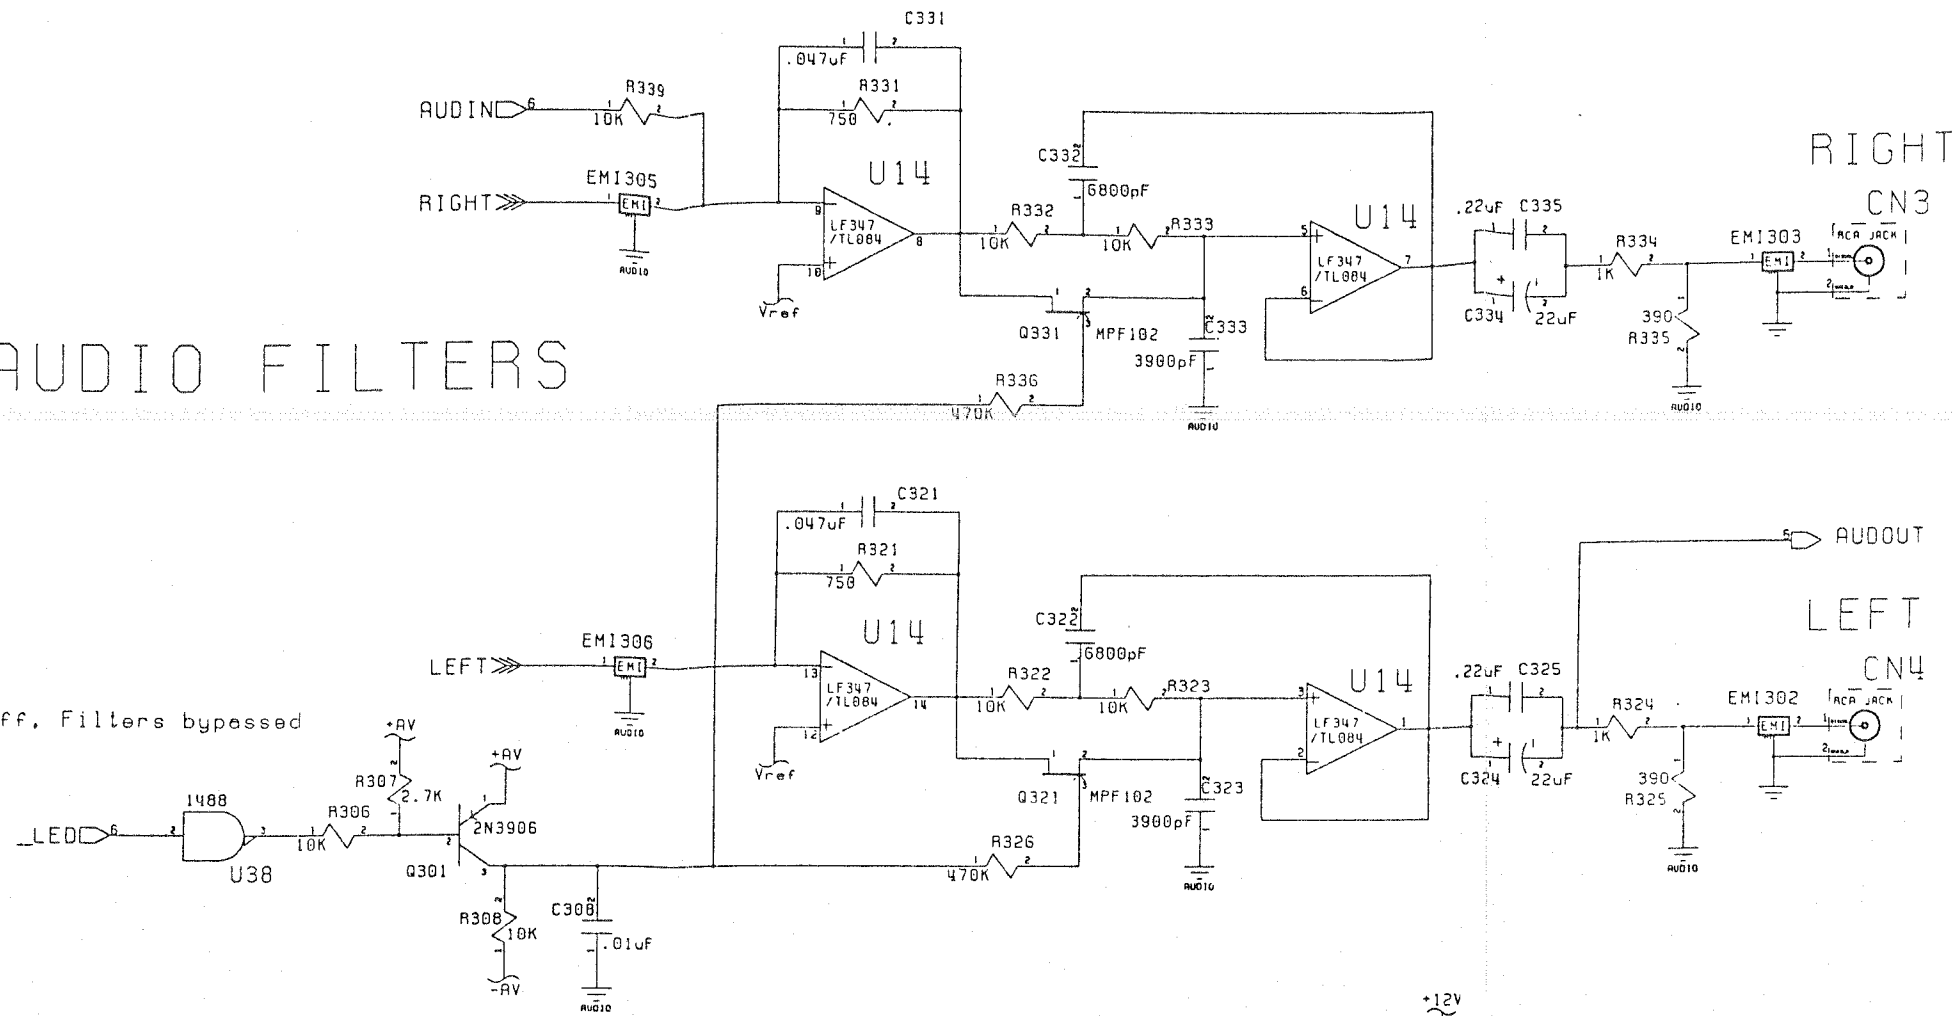 C331
.047uF
R339
R331
AUDIN 6
10K
750
RIGHT
C332
6800pF
U14
EMI305
RIGHT
EMI
9
LF347
/TL084
8
10
AUDIO
Vref
R332
10K
R333
10K
U14
5
LF347
/TL084
7
6
.22uF C335
CN3
RCA JACK
R334
1K
EMI303
EMI
C334
22uF
390
R335
AUDIO
Q331
MPF102
C333
3900pF
AUDIO
AUDIO FILTERS
R336
470K
C321
.047uF
R321
750
AUDOUT
LEFT
C322
6800pF
U14
EMI306
LEFT
EMI
13
LF347
/TL084
14
12
AUDIO
Vref
R322
10K
R323
10K
U14
3
LF347
/TL084
1
2
.22uF C325
CN4
RCA JACK
R324
1K
EMI302
EMI
C324
22uF
390
R325
AUDIO
Q321
MPF102
C323
3900pF
AUDIO
ff. Filters bypassed
+AV
+AV
R307
2.7K
1488
R306
10K
2N3906
_LED 6
U38
Q301
R326
470K
R308
10K
C308
.01uF
-AV
AUDIO
+12V